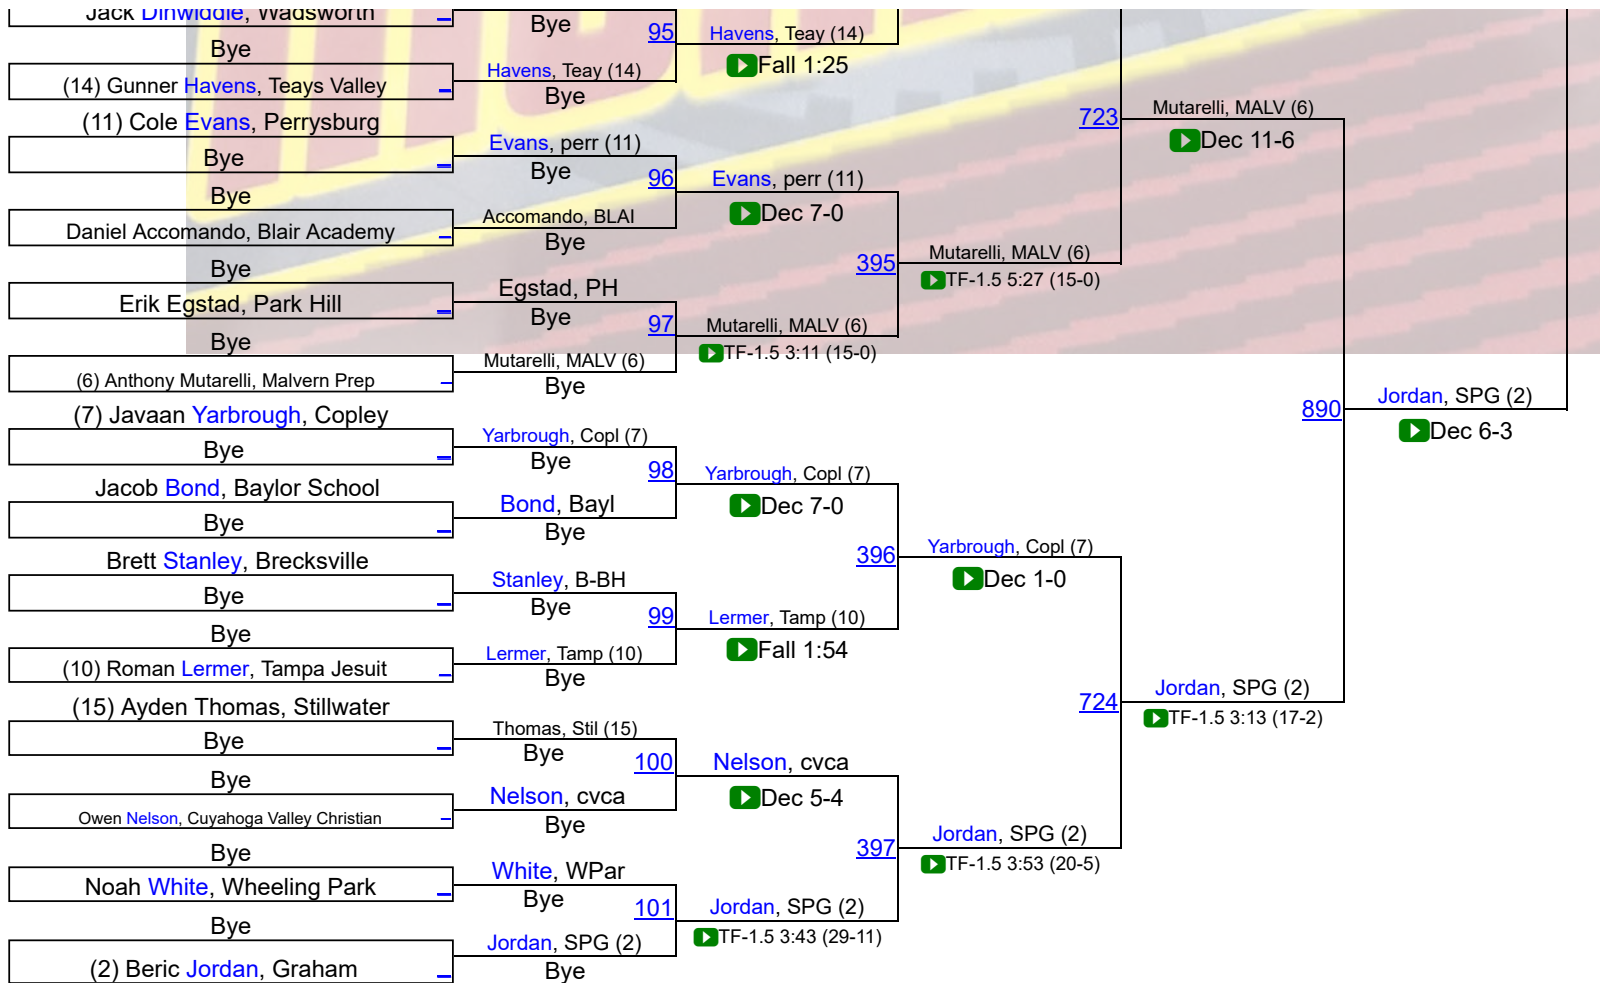 Jack Dinwiddie, Wadsworth
Bye
(14) Gunner Havens, Teays Valley
(11) Cole Evans, Perrysburg
Bye
Bye
Daniel Accomando, Blair Academy
Bye
Erik Egstad, Park Hill
Bye
(6) Anthony Mutarelli, Malvern Prep
(7) Javaan Yarbrough, Copley
Bye
Jacob Bond, Baylor School
Bye
Brett Stanley, Brecksville
Bye
Bye
(10) Roman Lermer, Tampa Jesuit
(15) Ayden Thomas, Stillwater
Bye
Bye
Owen Nelson, Cuyahoga Valley Christian
Bye
Noah White, Wheeling Park
Bye
(2) Beric Jordan, Graham
Bye
95
Havens, Teay (14)
Bye
Evans, perr (11)
Bye
96
Accomando, BLAI
Bye
Egstad, PH
Bye
97
Mutarelli, MALV (6)
Bye
Yarbrough, Copl (7)
Bye
98
Bond, Bayl
Bye
Stanley, B-BH
Bye
99
Lermer, Tamp (10)
Bye
Thomas, Stil (15)
Bye
100
Nelson, cvca
Bye
White, WPar
Bye
101
Jordan, SPG (2)
Bye
Havens, Teay (14)
Fall 1:25
Evans, perr (11)
Dec 7-0
395
Mutarelli, MALV (6)
TF-1.5 3:11 (15-0)
Yarbrough, Copl (7)
Dec 7-0
396
Lermer, Tamp (10)
Fall 1:54
Nelson, cvca
Dec 5-4
397
Jordan, SPG (2)
TF-1.5 3:43 (29-11)
723
Mutarelli, MALV (6)
TF-1.5 5:27 (15-0)
Yarbrough, Copl (7)
Dec 1-0
724
Jordan, SPG (2)
TF-1.5 3:53 (20-5)
Mutarelli, MALV (6)
Dec 11-6
890
Jordan, SPG (2)
TF-1.5 3:13 (17-2)
Jordan, SPG (2)
Dec 6-3